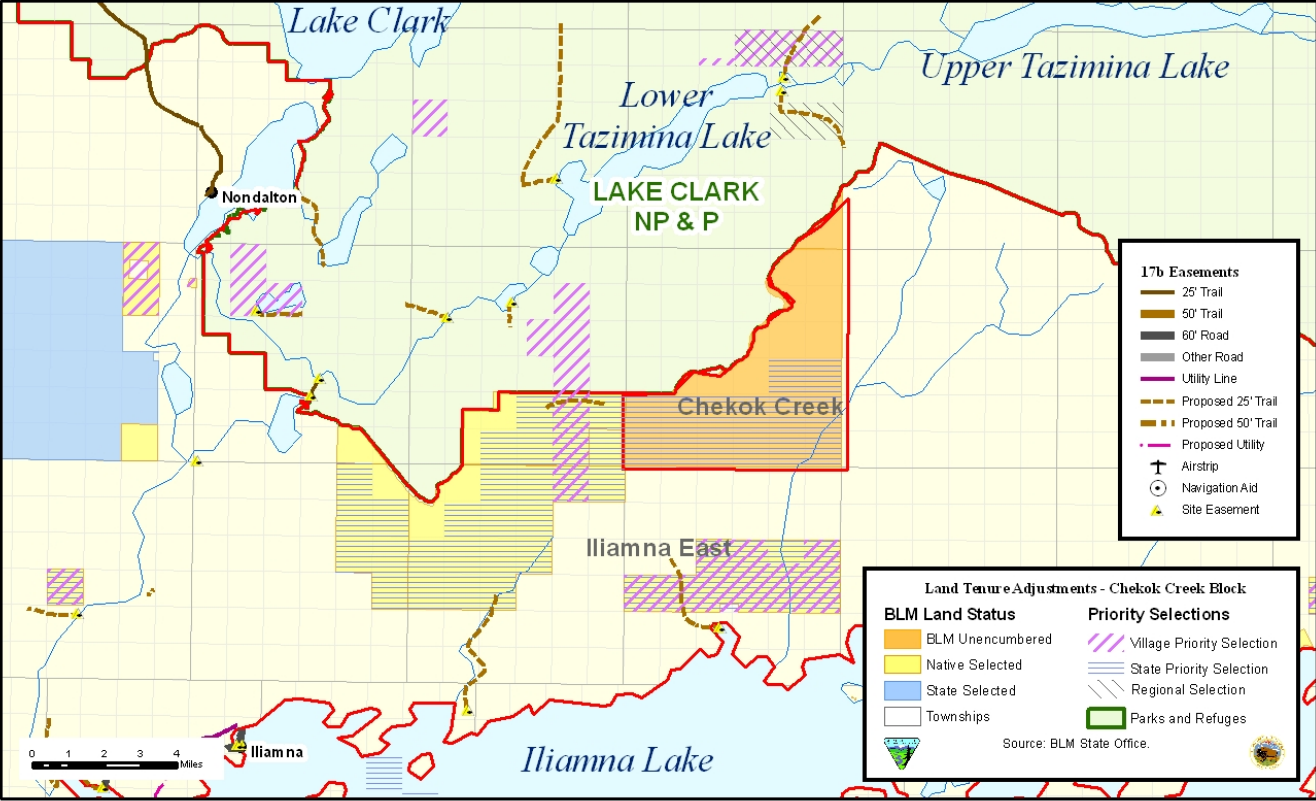 Lake Clark
Upper Tazimina Lake
Lower
Tazimina Lake
LAKE CLARK
NP & P
Nondalton
Chekok Creek
Iliamna East
Iliamna
Iliamna Lake
0 1 2 3 4
Miles
17b Easements
25' Trail
50' Trail
60' Road
Other Road
Utility Line
Proposed 25' Trail
Proposed 50' Trail
Proposed Utility
Airstrip
Navigation Aid
Site Easement
Land Tenure Adjustments - Chekok Creek Block
BLM Land Status
BLM Unencumbered
Native Selected
State Selected
Townships
Priority Selections
Village Priority Selection
State Priority Selection
Regional Selection
Parks and Refuges
Source: BLM State Office.